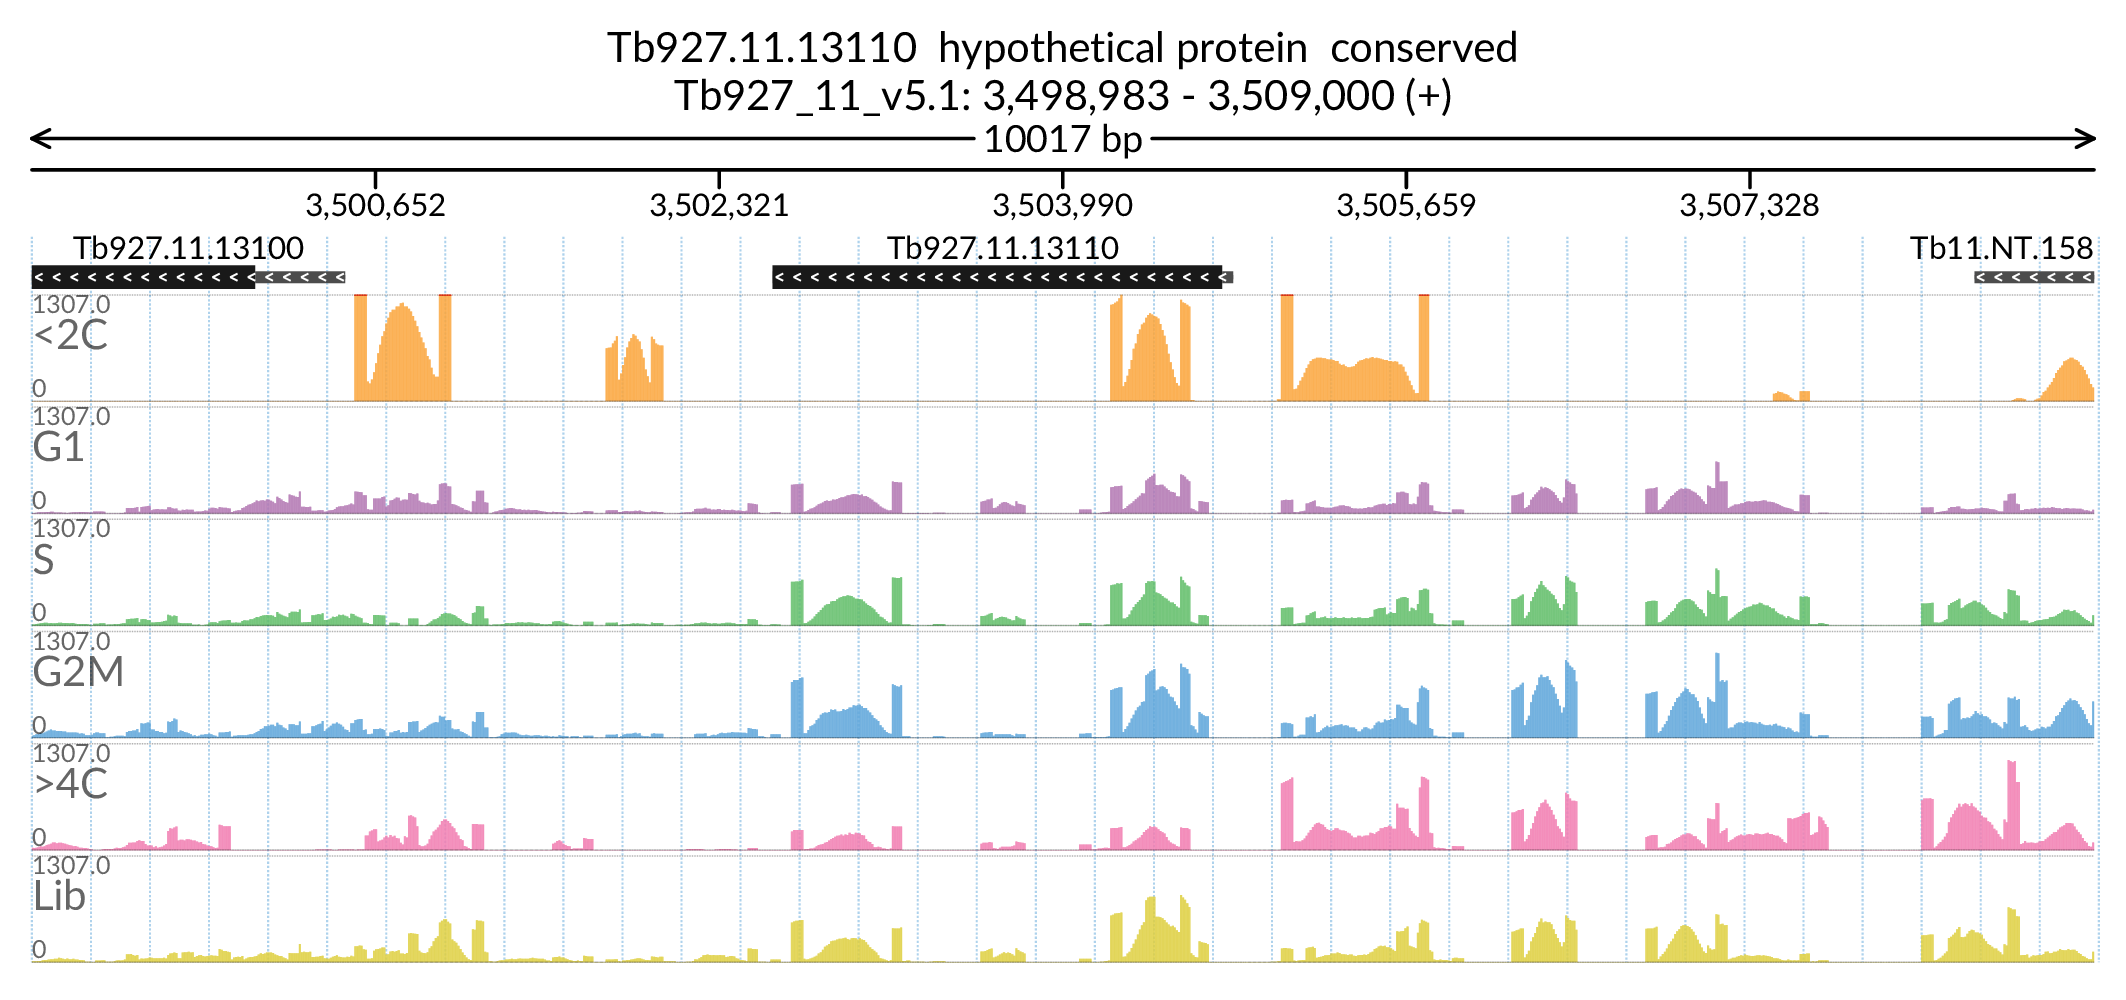 Tb927.11.13110 hypothetical protein conserved
Tb927_11_v5.1: 3,498,983 - 3,509,000 (+)
10017 bp
3,500,652 3,502,321 3,503,990 3,505,659 3,507,328
Tb927.11.13100 Tb927.11.13110 Tb11.NT.158
1307.0
<2C
0
1307.0
G1
0
1307.0
S
0
1307.0
G2M
0
1307.0
>4C
0
1307.0
Lib
0